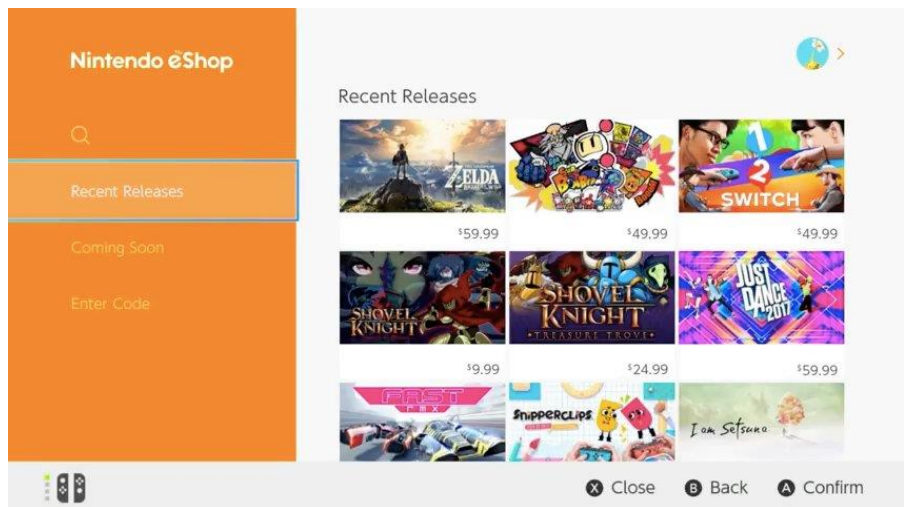 Nintendo eShop
Recent Releases
Coming Soon
Enter Code
Recent Releases
ZELDA
1
2
SWITCH
$59.99
$49.99
$49.99
SHOVEL
KNIGHT
SHOVEL
KNIGHT
TREASURE TROVE
JUST
DANCE
2017
$9.99
$24.99
$59.99
FAST
RMX
SNIPPERCLIPS
I am Setsuna
X Close
B Back
A Confirm